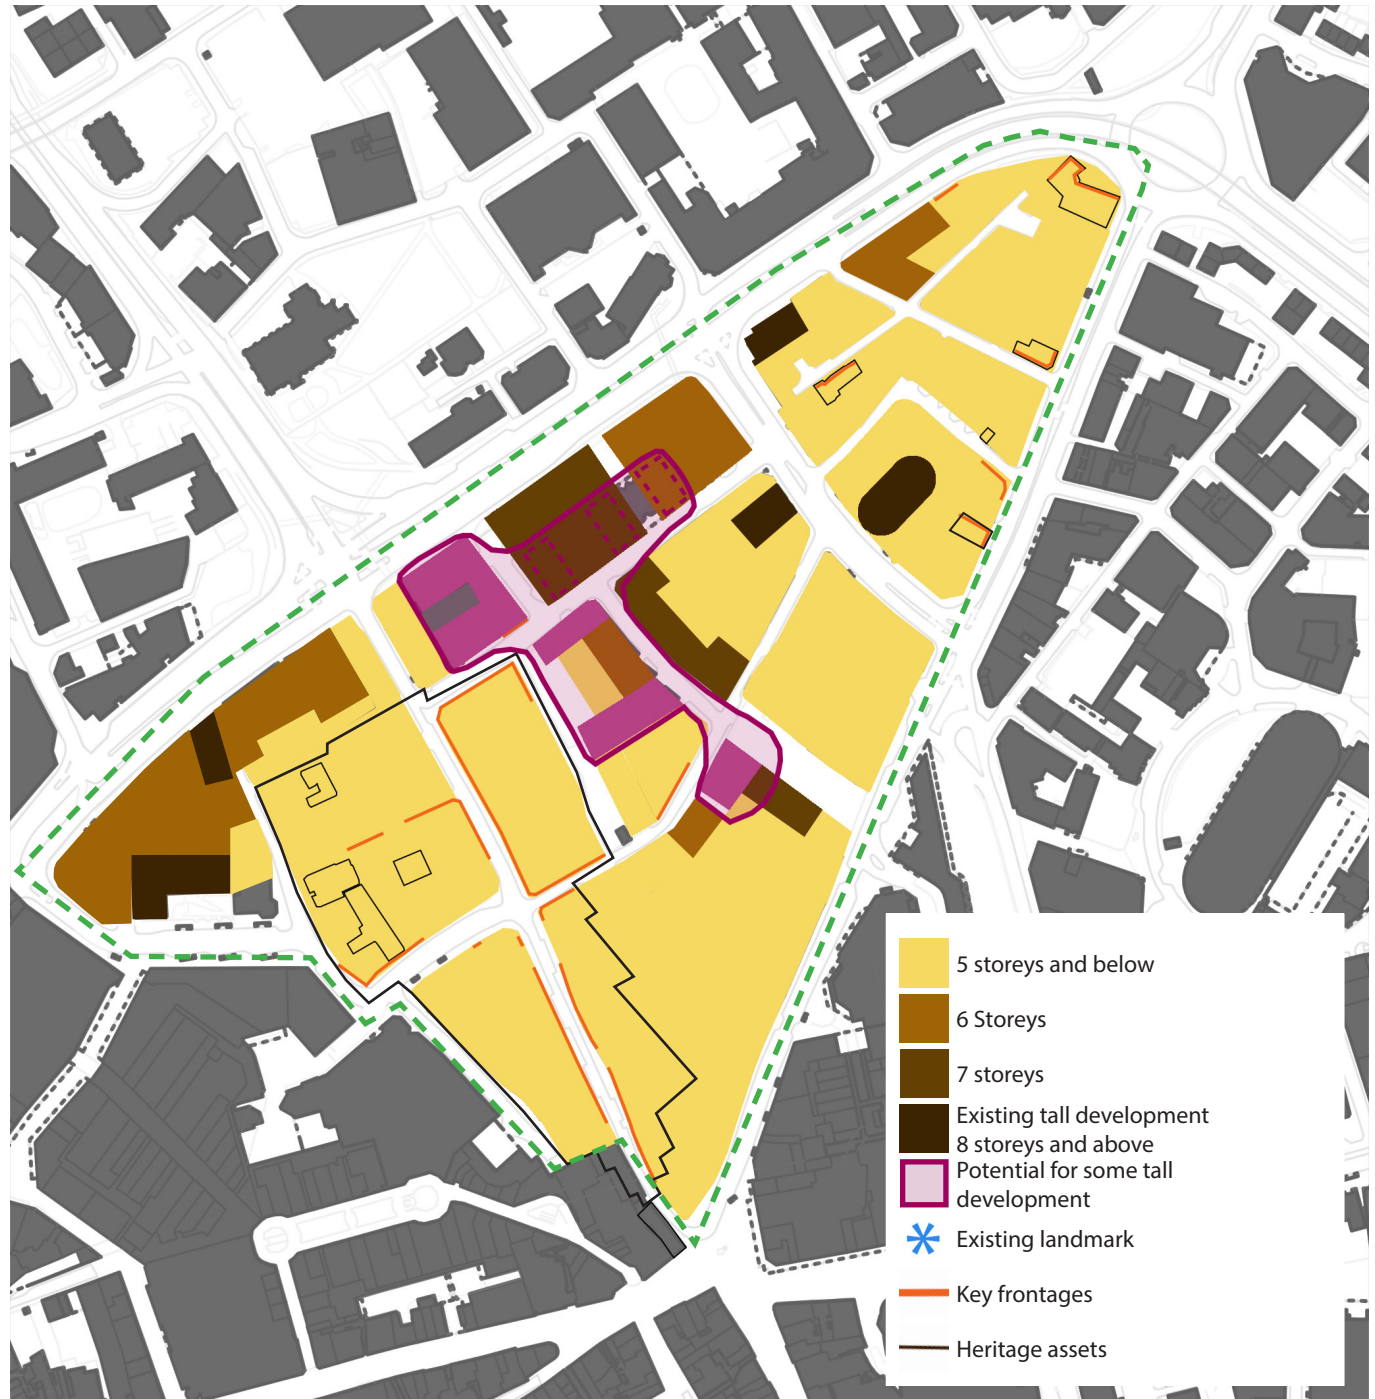 5 storeys and below
6 Storeys
7 storeys
Existing tall development
8 storeys and above
Potential for some tall
development
Existing landmark
Key frontages
Heritage assets